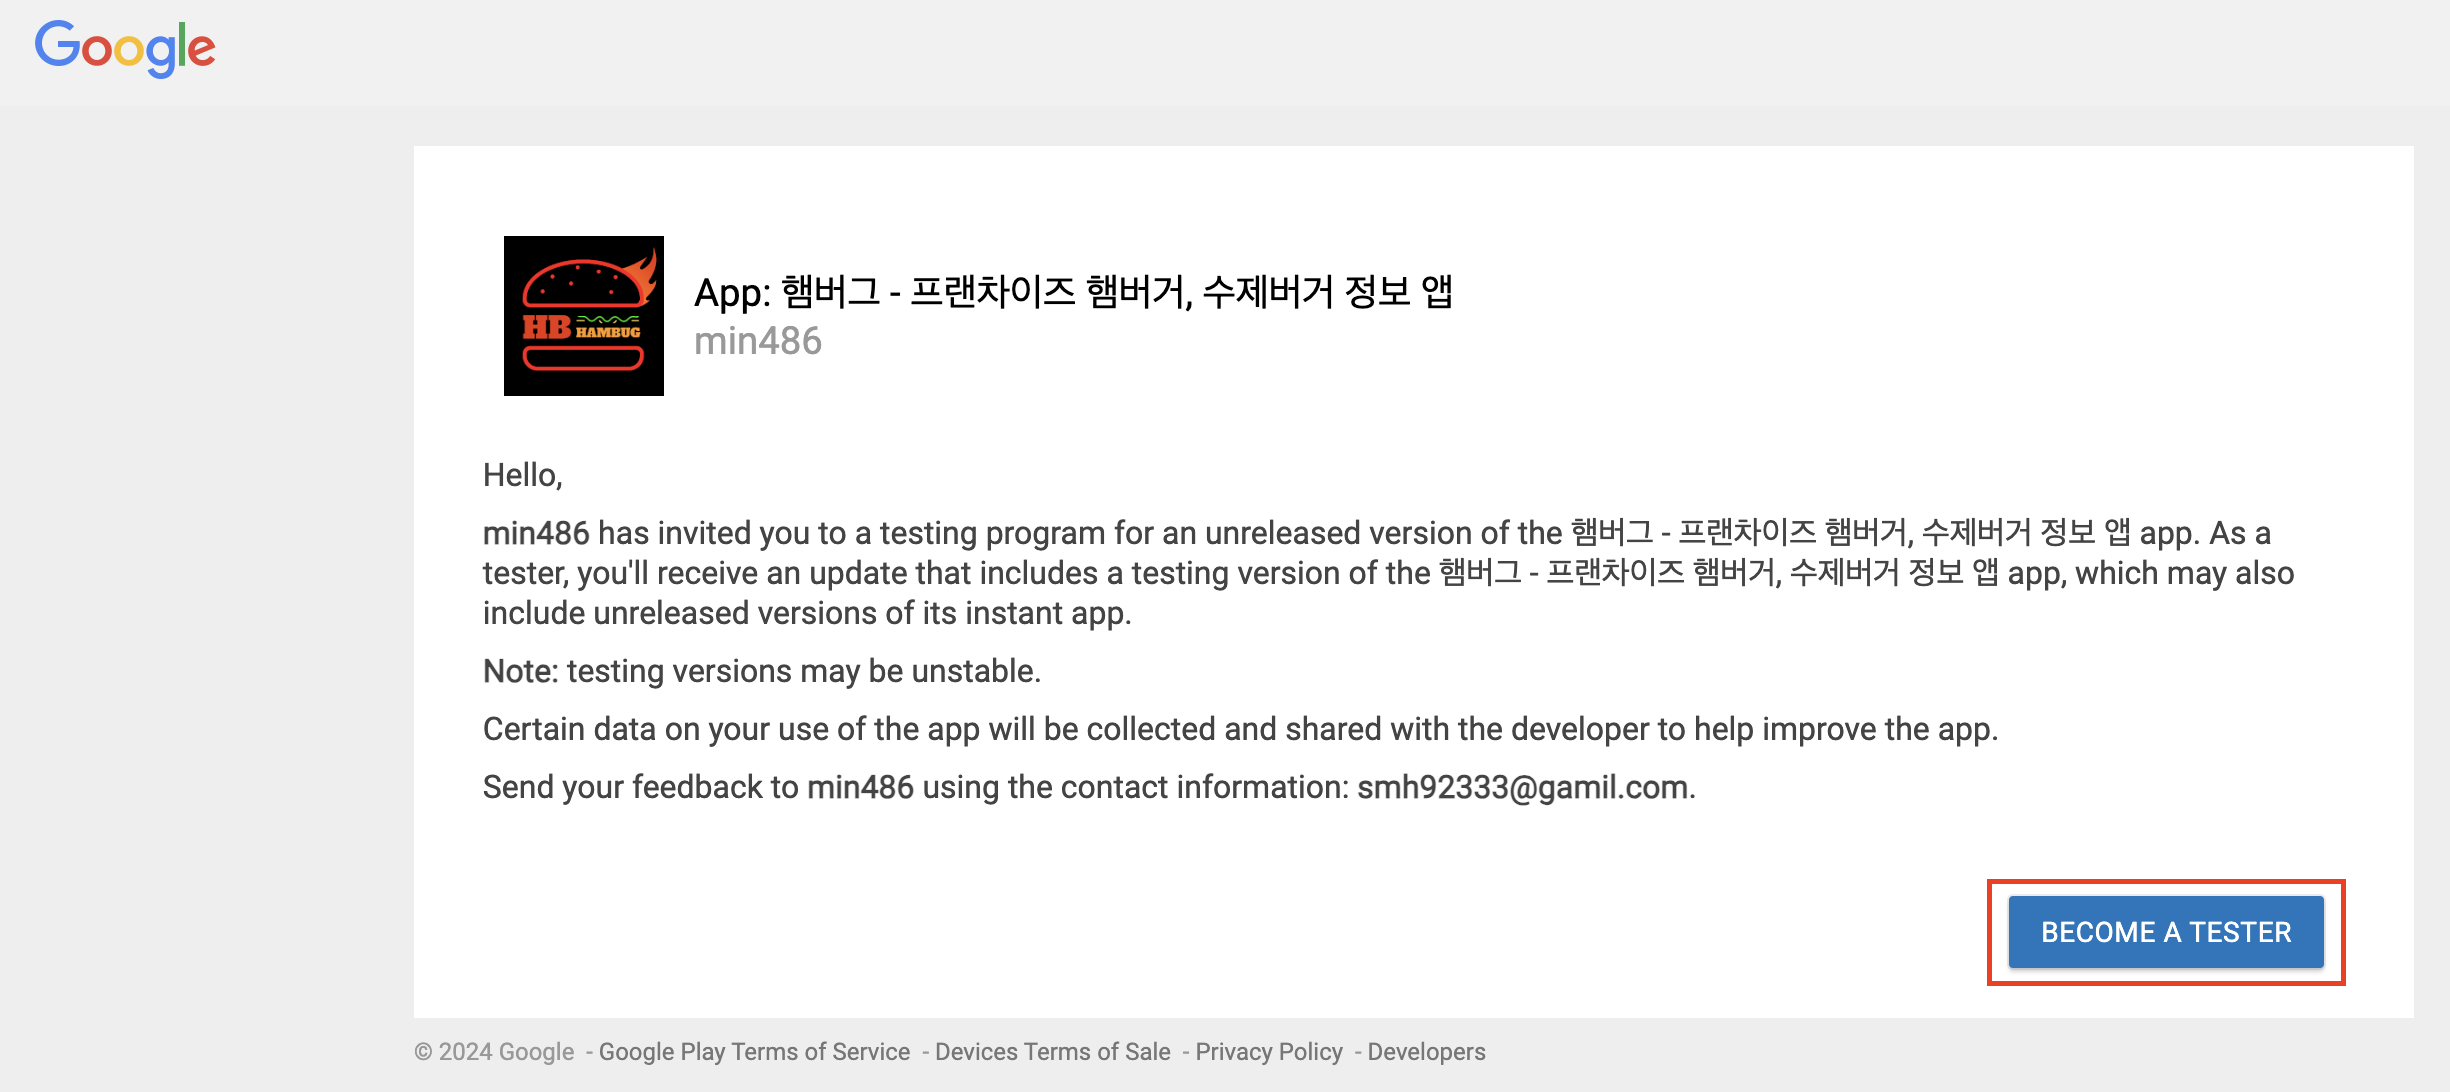 Google
HB HAMBUG
App: 햄버그 - 프랜차이즈 햄버거, 수제버거 정보 앱
min486
Hello,
min486 has invited you to a testing program for an unreleased version of the 햄버그 - 프랜차이즈 햄버거, 수제버거 정보 앱 app. As a
tester, you'll receive an update that includes a testing version of the 햄버그 - 프랜차이즈 햄버거, 수제버거 정보 앱 app, which may also
include unreleased versions of its instant app.
Note: testing versions may be unstable.
Certain data on your use of the app will be collected and shared with the developer to help improve the app.
Send your feedback to min486 using the contact information: smh92333@gamil.com.
BECOME A TESTER
© 2024 Google - Google Play Terms of Service - Devices Terms of Sale - Privacy Policy - Developers